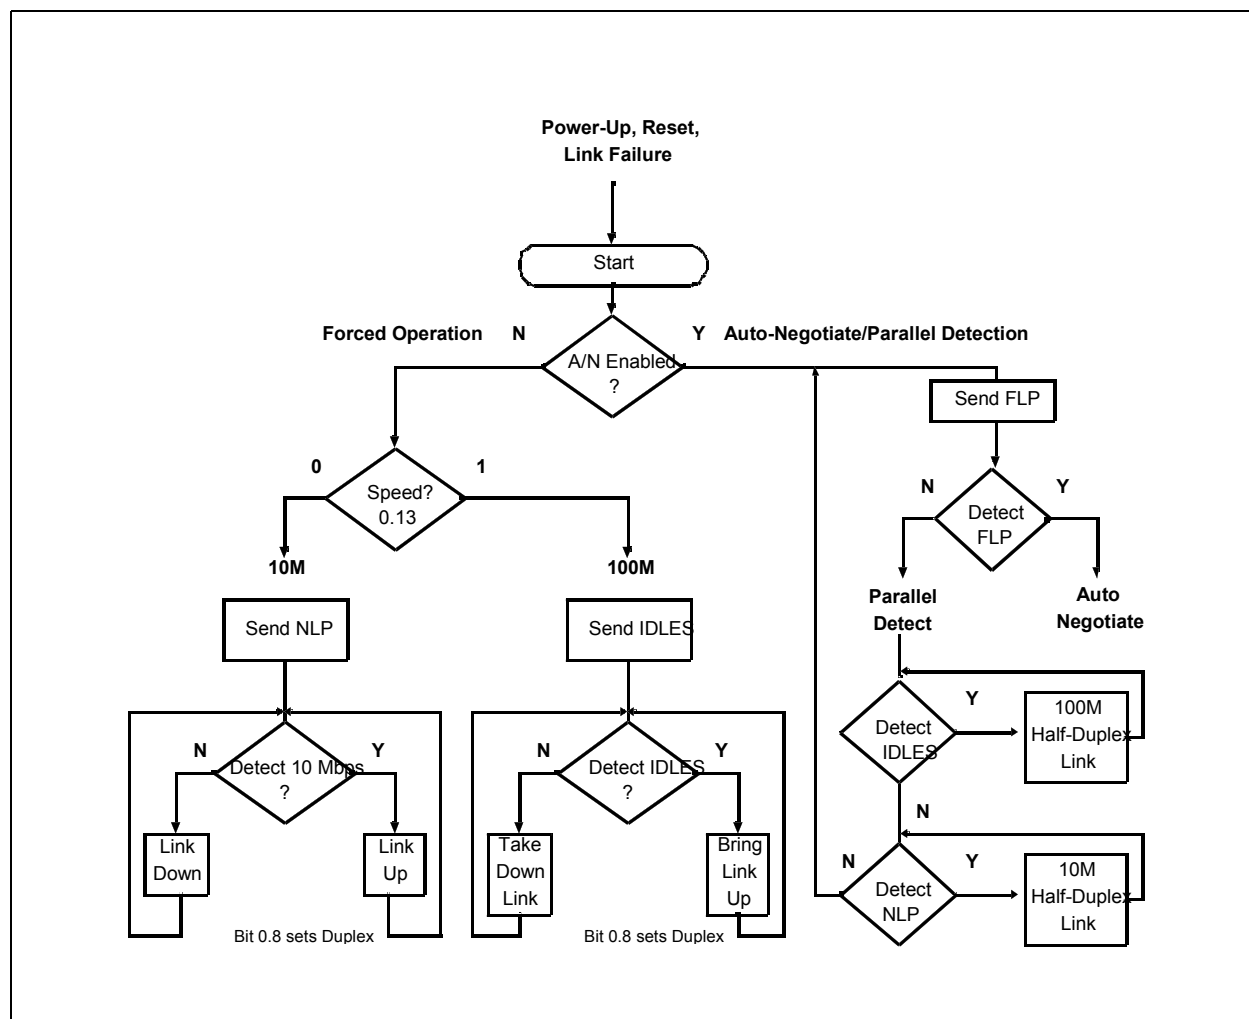 Power-Up, Reset,
Link Failure
Start
Forced Operation N
Y Auto-Negotiate/Parallel Detection
A/N Enabled
?
Send FLP
0
1
Speed?
0.13
N
Y
Detect
FLP
10M
100M
Parallel
Detect
Auto
Negotiate
Send NLP
Send IDLES
N
Y
Detect 10 Mbps
?
N
Y
Detect IDLES
?
Y
Detect
IDLES
100M
Half-Duplex
Link
N
Link
Down
Link
Up
Take
Down
Link
Bring
Link
Up
N
Y
Detect
NLP
10M
Half-Duplex
Link
Bit 0.8 sets Duplex
Bit 0.8 sets Duplex